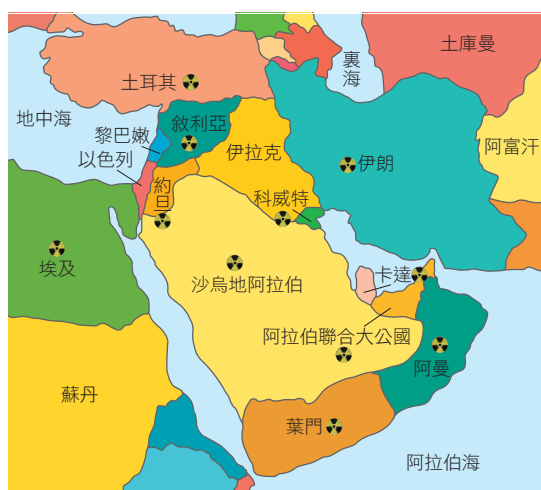 土庫曼
裏
海
土耳其
地中海
敘利亞
黎巴嫩
以色列
伊拉克
阿富汗
伊朗
約
旦
科威特
埃及
沙烏地阿拉伯
卡達
阿拉伯聯合大公國
阿曼
蘇丹
葉門
阿拉伯海